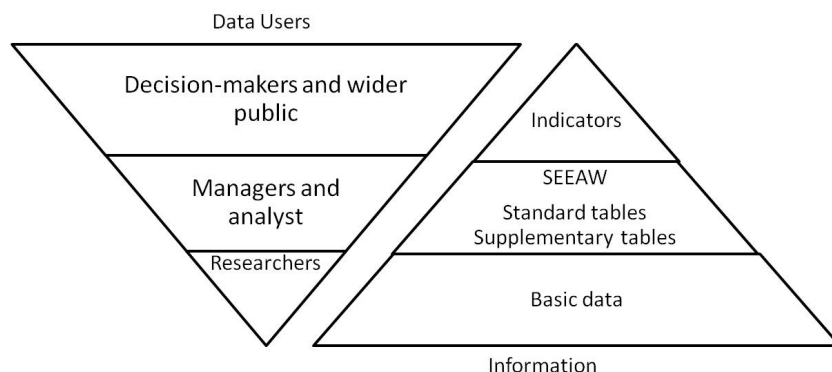 Data Users
Decision-makers and wider
public
Managers and
analyst
Researchers
Indicators
SEEAW
Standard tables
Supplementary tables
Basic data
Information